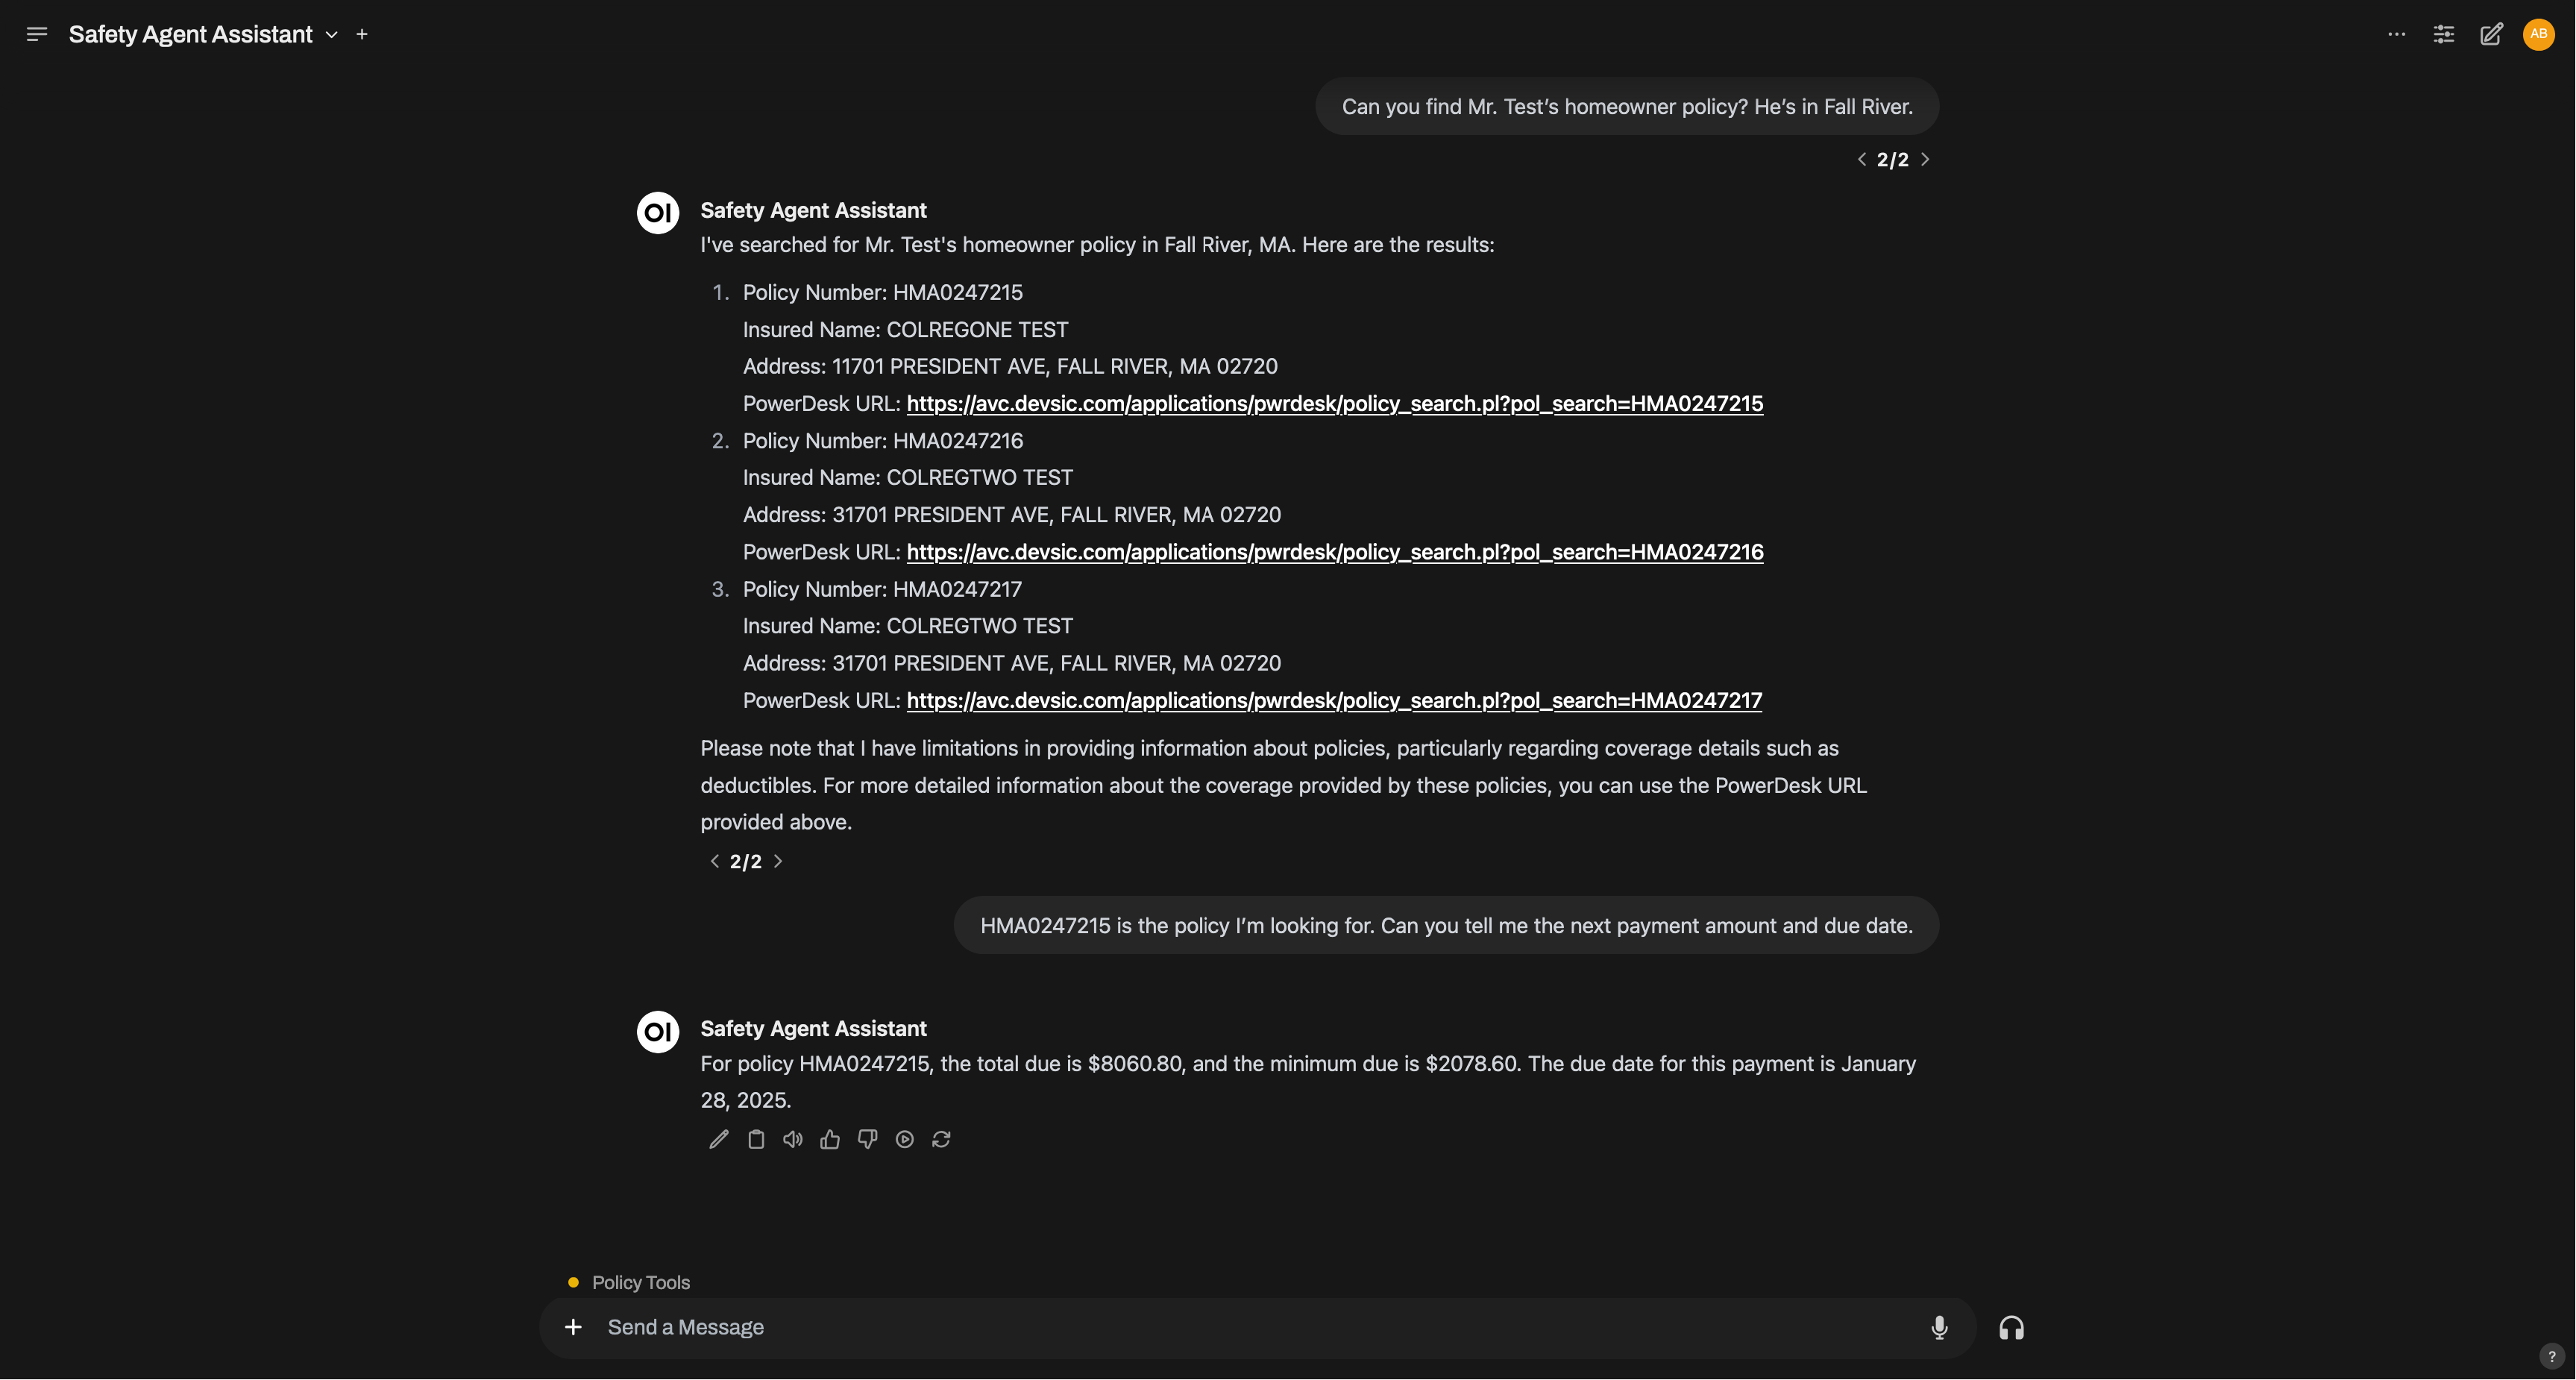 Safety Agent Assistant
AB
Can you find Mr. Test’s homeowner policy? He’s in Fall River.
2/2
OI
Safety Agent Assistant
I've searched for Mr. Test's homeowner policy in Fall River, MA. Here are the results:
1. Policy Number: HMA0247215
Insured Name: COLREGONE TEST
Address: 11701 PRESIDENT AVE, FALL RIVER, MA 02720
PowerDesk URL: https://avc.devsic.com/applications/pwrdesk/policy_search.pl?pol_search=HMA0247215
2. Policy Number: HMA0247216
Insured Name: COLREGTWO TEST
Address: 31701 PRESIDENT AVE, FALL RIVER, MA 02720
PowerDesk URL: https://avc.devsic.com/applications/pwrdesk/policy_search.pl?pol_search=HMA0247216
3. Policy Number: HMA0247217
Insured Name: COLREGTWO TEST
Address: 31701 PRESIDENT AVE, FALL RIVER, MA 02720
PowerDesk URL: https://avc.devsic.com/applications/pwrdesk/policy_search.pl?pol_search=HMA0247217
Please note that I have limitations in providing information about policies, particularly regarding coverage details such as
deductibles. For more detailed information about the coverage provided by these policies, you can use the PowerDesk URL
provided above.
2/2
HMA0247215 is the policy I’m looking for. Can you tell me the next payment amount and due date.
OI
Safety Agent Assistant
For policy HMA0247215, the total due is $8060.80, and the minimum due is $2078.60. The due date for this payment is January
28, 2025.
Policy Tools
Send a Message
?